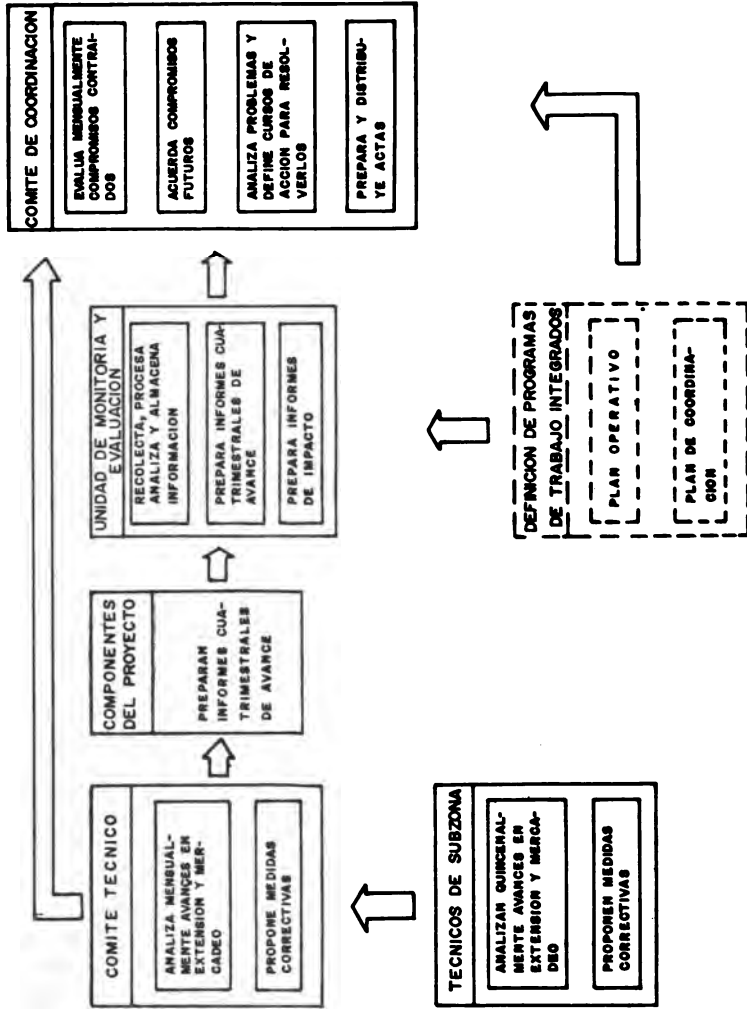 COMITE TECNICO
ANALIZA MENSUAL-
MENTE AVANCES EN
EXTENSION Y MER-
CADEO
PROPONE MEDIDAS
CORRECTIVAS
COMPONENTES
DEL PROYECTO
PREPARAN
INFORMES CUA-
TRIMESTRALES
DE AVANCE
UNIDAD DE MONITORIA Y
EVALUACION
RECOLECTA, PROCESA
ANALIZA Y ALMACENA
INFORMACION
PREPARA INFORMES CUA-
TRIMESTRALES DE
AVANCE
PREPARA INFORMES
DE IMPACTO
COMITE DE COORDINACION
EVALUA MENSUALMENTE
COMPROMISOS CONTRAI-
DOS
ACUERDA COMPROMISOS
FUTUROS
ANALIZA PROBLEMAS Y
DEFINE CURSOS DE
ACCION PARA RESOL-
VERLOS
PREPARA Y DISTRIBU-
YE ACTAS
TECNICOS DE SUBZONA
ANALIZAN QUINCENAL-
MENTE AVANCES EN
EXTENSION Y MERCA-
DEO
PROPONEN MEDIDAS
CORRECTIVAS
DEFINICION DE PROGRAMAS
DE TRABAJO INTEGRADOS
PLAN OPERATIVO
PLAN DE COORDINA-
CION